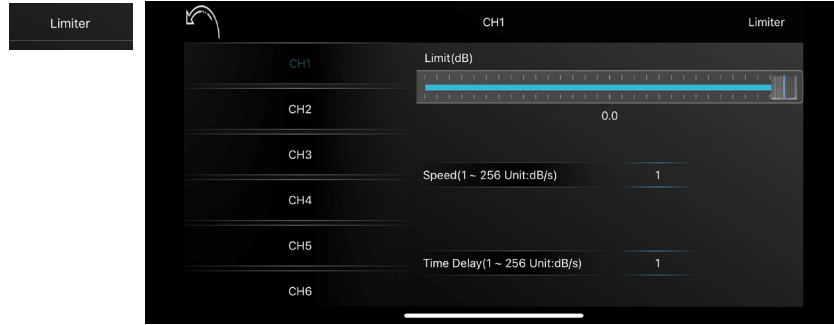 Limiter
CH1 Limiter
CH1
CH2
CH3
CH4
CH5
CH6
Limit(dB)
0.0
Speed(1 ~ 256 Unit:dB/s) 1
Time Delay(1 ~ 256 Unit:dB/s) 1